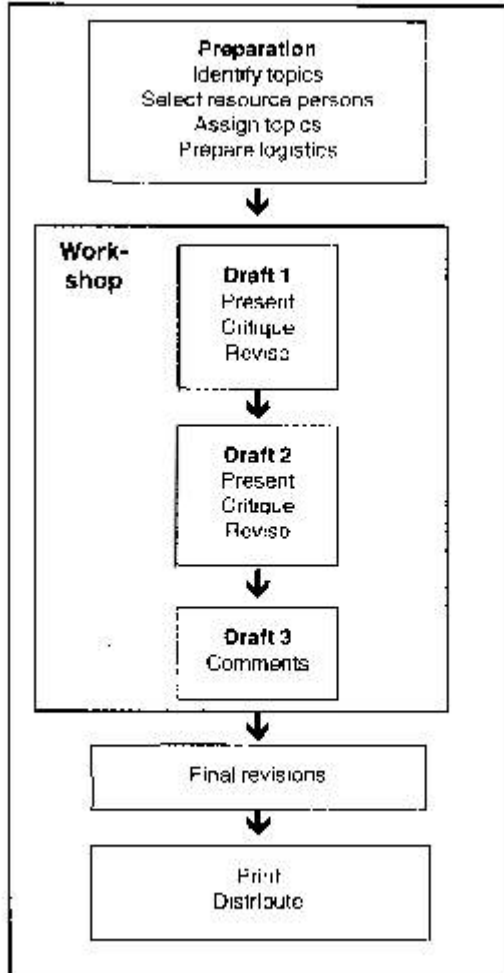 Preparation
Identify topics
Select resource persons
Assign topics
Prepare logistics
Work-
shop
Draft 1
Present
Critique
Revise
Draft 2
Present
Critique
Revise
Draft 3
Comments
Final revisions
Print
Distribute